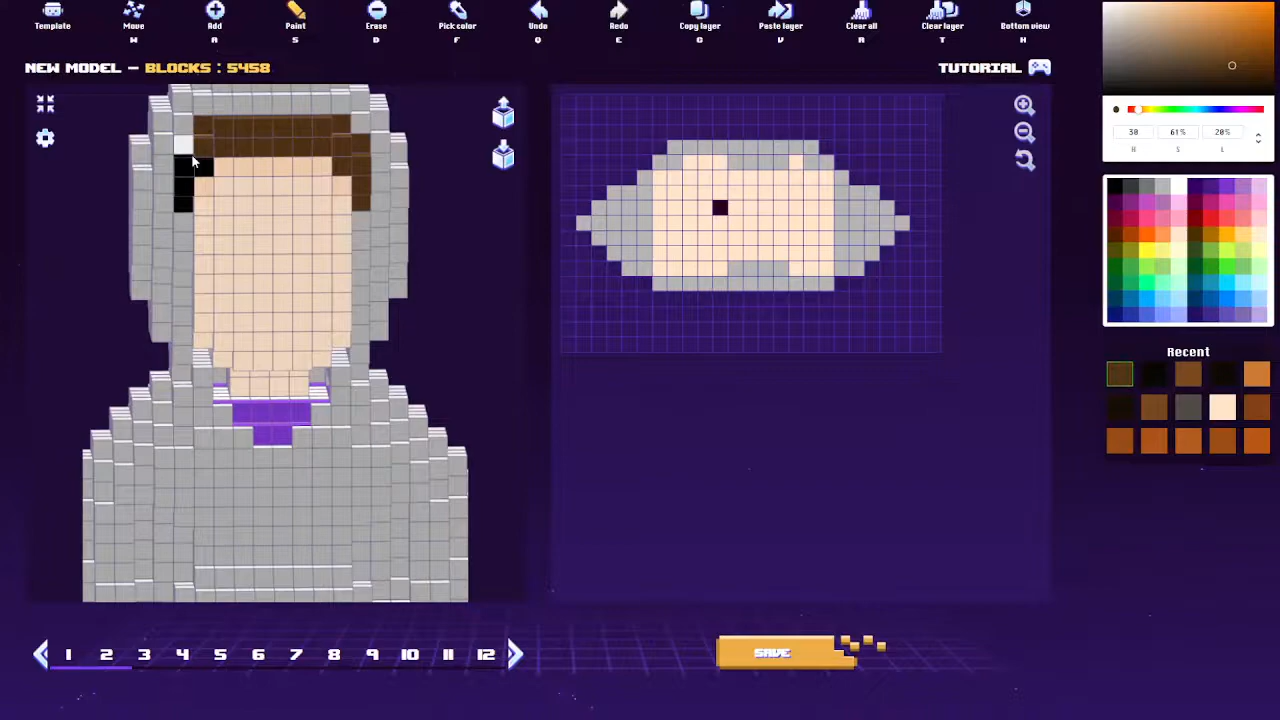 Template Move Add Paint Erase Pick color Undo Redo Copy layer Paste layer Clear all Clear layer Bottom view
W A S D F Q E C V R T H
NEW MODEL – BLOCKS : 5458
TUTORIAL
30 61% 20%
H S L
Recent
1 2 3 4 5 6 7 8 9 10 11 12
SAVE